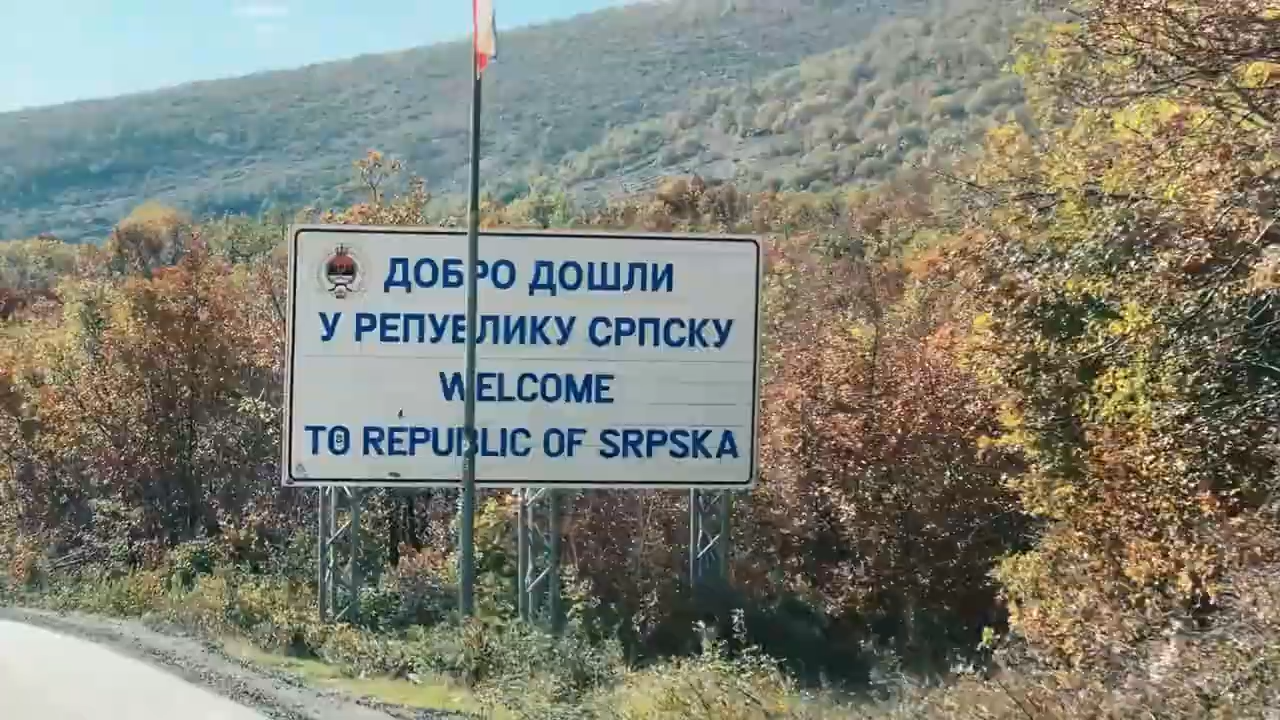 ДОБРО ДОШЛИ
У РЕПУБЛИКУ СРПСКУ
WELCOME
TO REPUBLIC OF SRPSKA